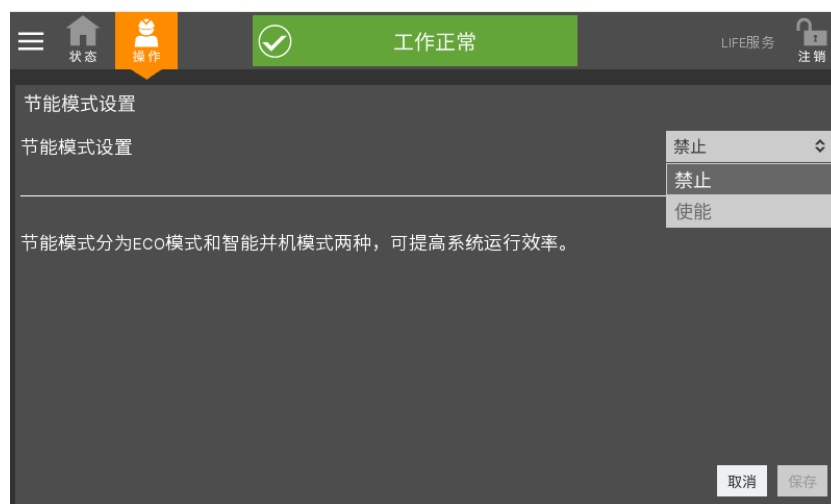 状态
操作
工作正常
LIFE服务
注销
节能模式设置
节能模式设置
禁止
禁止
使能
节能模式分为ECO模式和智能并机模式两种，可提高系统运行效率。
取消
保存